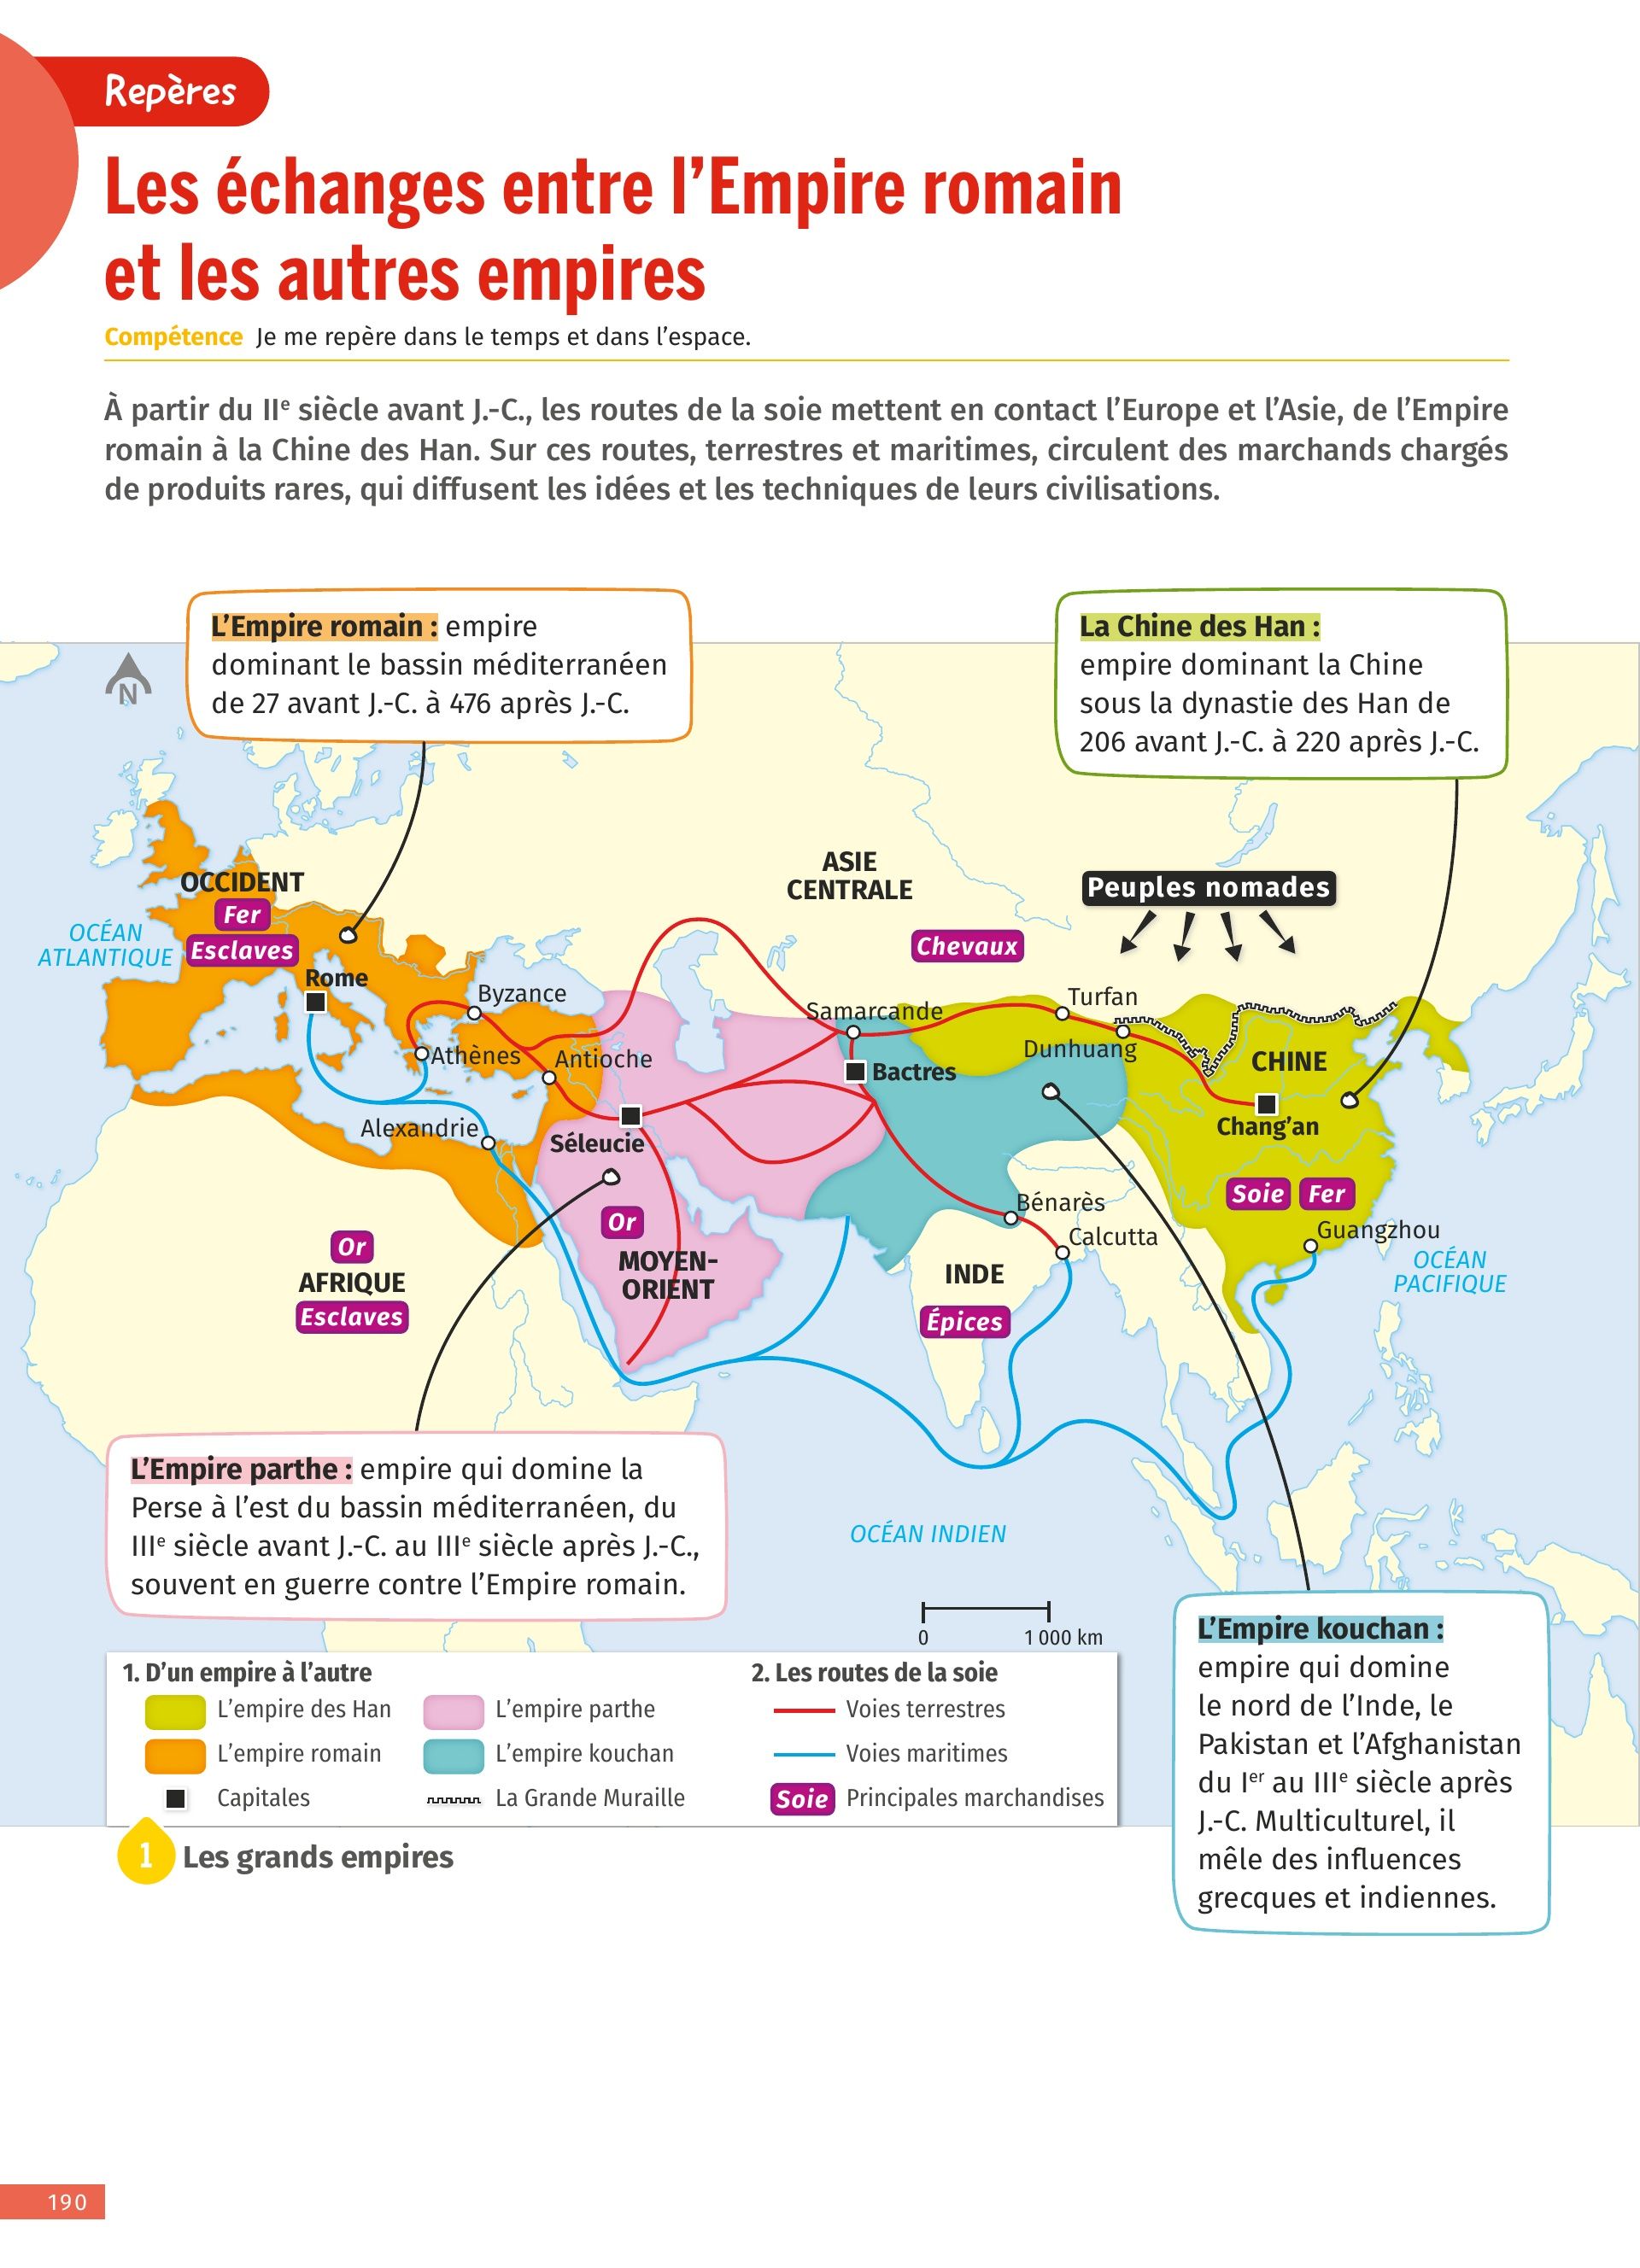 Repères
Les échanges entre l'Empire romain
et les autres empires
Compétence Je me repère dans le temps et dans l'espace.
À partir du IIe siècle avant J.-C., les routes de la soie mettent en contact l'Europe et l'Asie, de l'Empire
romain à la Chine des Han. Sur ces routes, terrestres et maritimes, circulent des marchands chargés
de produits rares, qui diffusent les idées et les techniques de leurs civilisations.
L'Empire romain : empire
dominant le bassin méditerranéen
de 27 avant J.-C. à 476 après J.-C.
La Chine des Han :
empire dominant la Chine
sous la dynastie des Han de
206 avant J.-C. à 220 après J.-C.
N
OCCIDENT
Fer
Esclaves
OCÉAN
ATLANTIQUE
Rome
Byzance
Athènes
Antioche
Alexandrie
Séleucie
Or
MOYEN-
ORIENT
Or
AFRIQUE
Esclaves
ASIE
CENTRALE
Chevaux
Peuples nomades
Samarcande
Bactres
Turfan
Dunhuang
CHINE
Chang'an
Soie
Fer
Guangzhou
OCÉAN
PACIFIQUE
Bénarès
Calcutta
INDE
Épices
OCÉAN INDIEN
L'Empire parthe : empire qui domine la
Perse à l'est du bassin méditerranéen, du
IIIe siècle avant J.-C. au IIIe siècle après J.-C.,
souvent en guerre contre l'Empire romain.
L'Empire kouchan :
empire qui domine
le nord de l'Inde, le
Pakistan et l'Afghanistan
du Ier au IIIe siècle après
J.-C. Multiculturel, il
mêle des influences
grecques et indiennes.
0 1 000 km
1. D'un empire à l'autre
L'empire des Han
L'empire romain
Capitales
L'empire parthe
L'empire kouchan
La Grande Muraille
2. Les routes de la soie
Voies terrestres
Voies maritimes
Soie Principales marchandises
1 Les grands empires
190